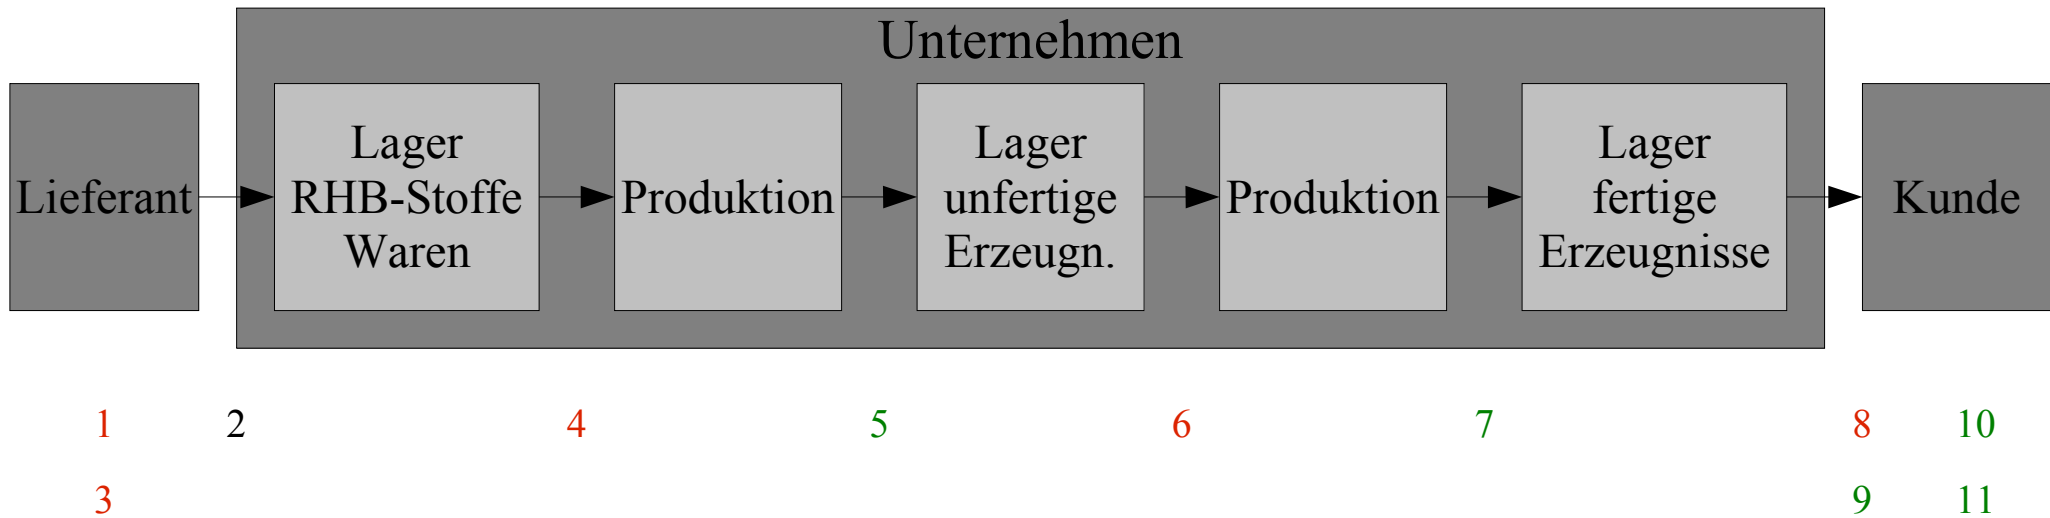 Unternehmen
Lieferant
Lager
RHB-Stoffe
Waren
Produktion
Lager
unfertige
Erzeugn.
Produktion
Lager
fertige
Erzeugnisse
Kunde
1 2 4 5 6 7 8 10
3 9 11